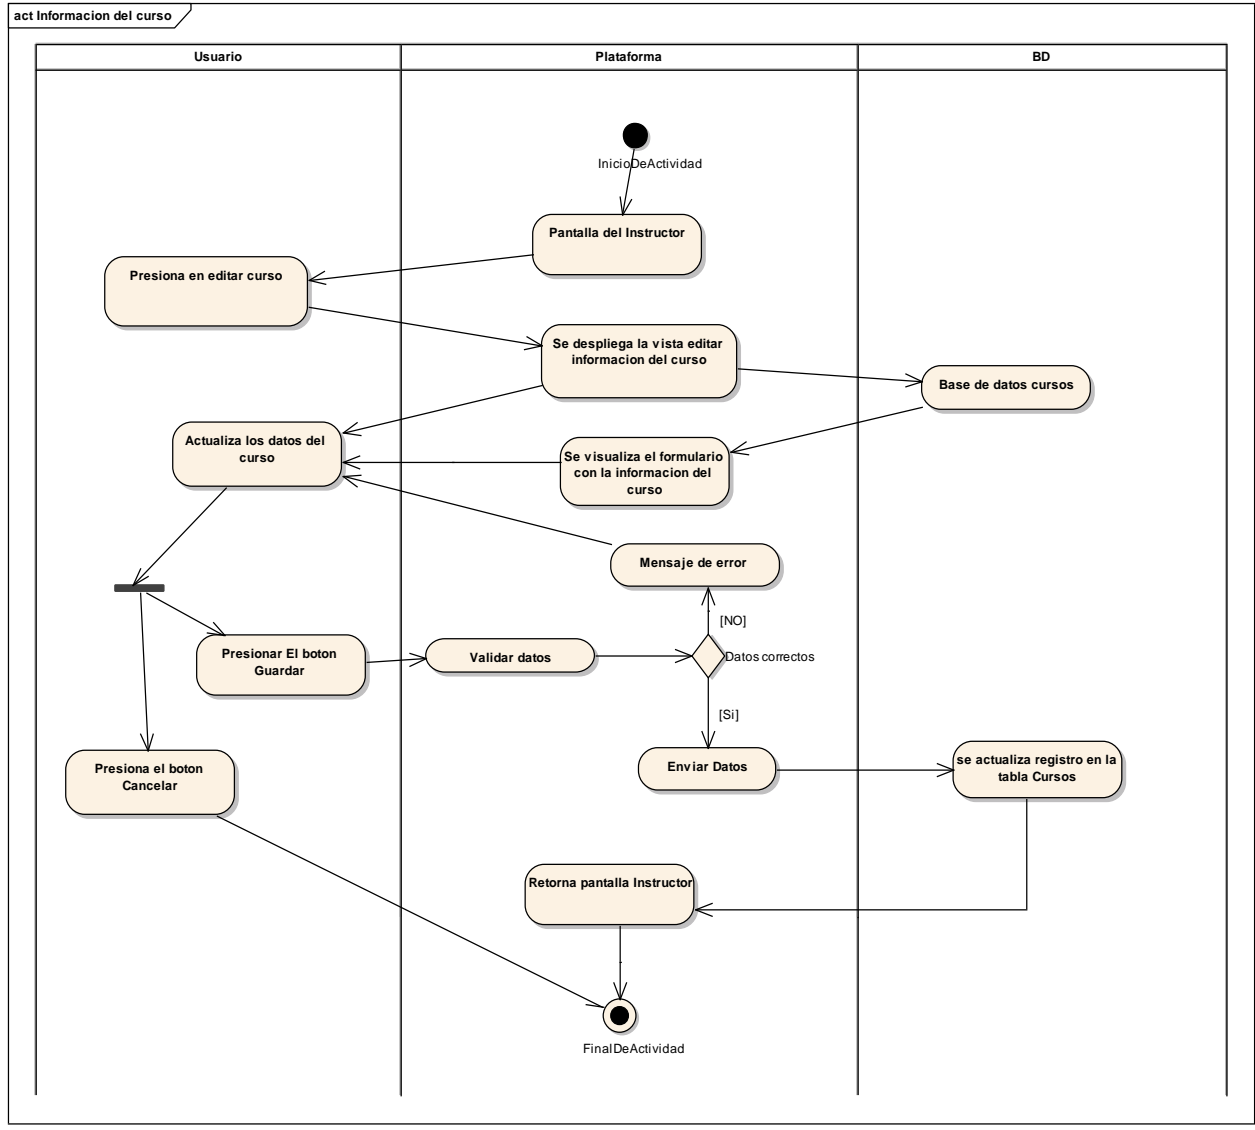 act Informacion del curso
Usuario
Plataforma
BD
InicioDeActividad
Pantalla del Instructor
Presiona en editar curso
Se despliega la vista editar
informacion del curso
Base de datos cursos
Actualiza los datos del
curso
Se visualiza el formulario
con la informacion del
curso
Mensaje de error
[NO]
Presionar El boton
Guardar
Validar datos
Datos correctos
[Si]
Presiona el boton
Cancelar
Enviar Datos
se actualiza registro en la
tabla Cursos
Retorna pantalla Instructor
FinalDeActividad